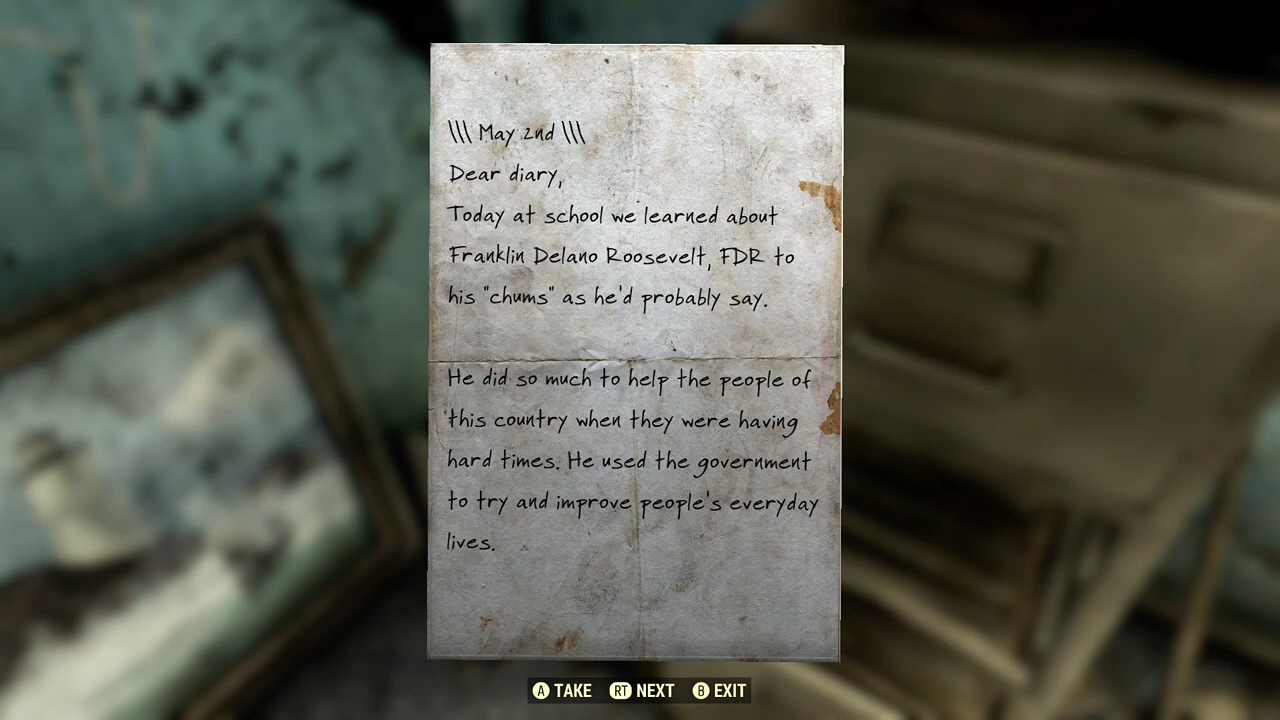 \\\ May 2nd \\\
Dear diary,
Today at school we learned about
Franklin Delano Roosevelt, FDR to
his "chums" as he'd probably say.
He did so much to help the people of
this country when they were having
hard times. He used the government
to try and improve people's everyday
lives.
A TAKE RT NEXT B EXIT